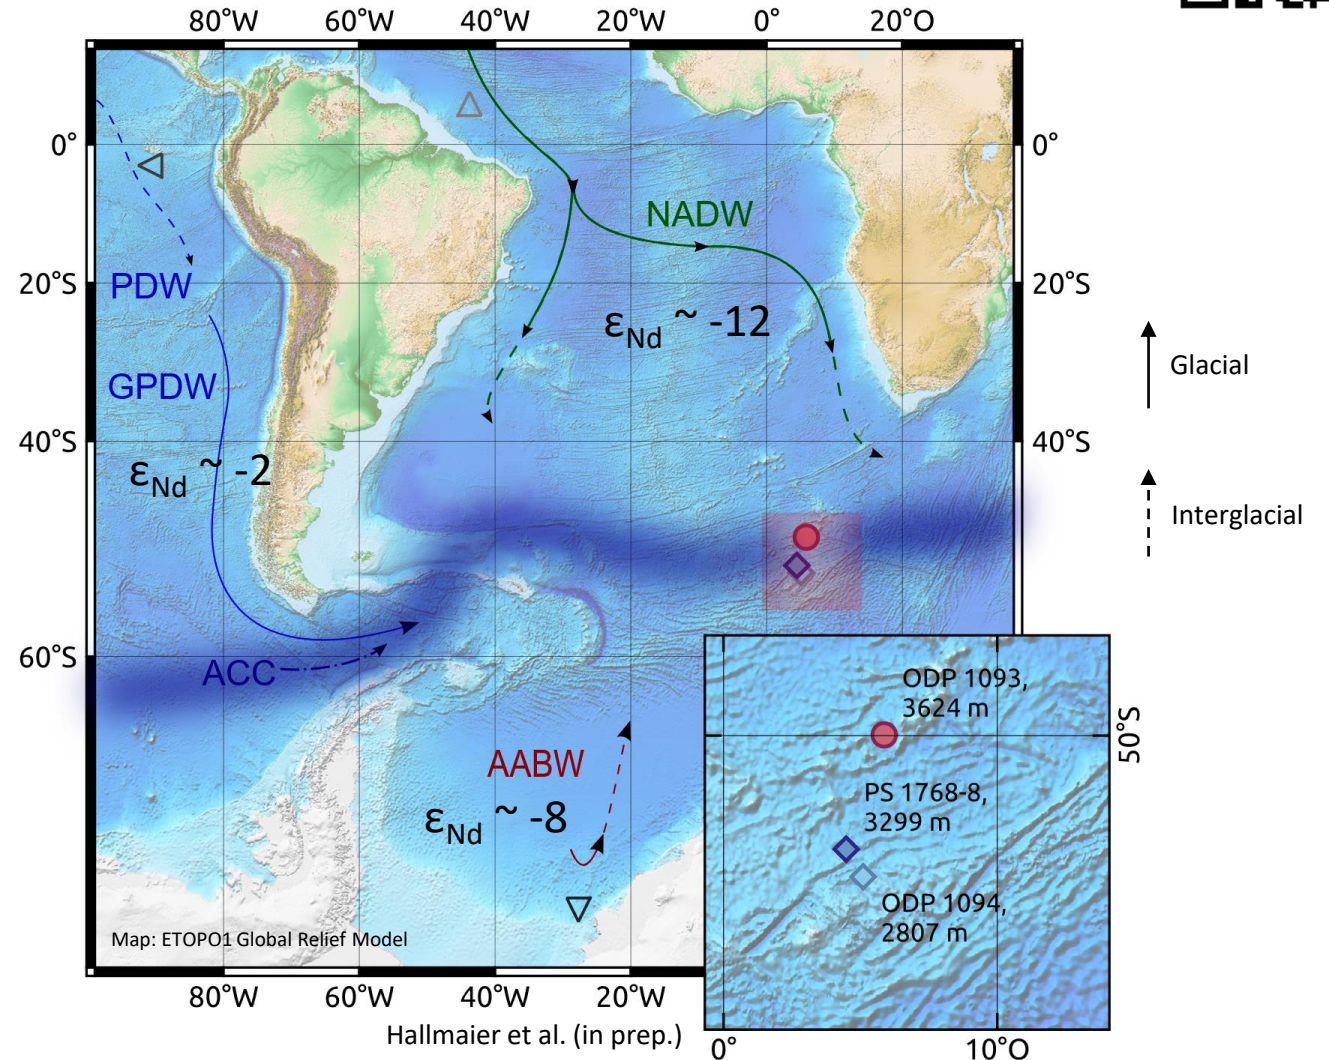 80°W 60°W 40°W 20°W 0° 20°O
0° 0°
NADW
PDW
20°S 20°S
εNd ~ -12
Glacial
GPDW
40°S 40°S
εNd ~ -2
Interglacial
60°S
ACC
ODP 1093,
3624 m
50°S
AABW
εNd ~ -8
PS 1768-8,
3299 m
ODP 1094,
2807 m
Map: ETOPO1 Global Relief Model
80°W 60°W 40°W 20°W
Hallmaier et al. (in prep.)
0° 10°O